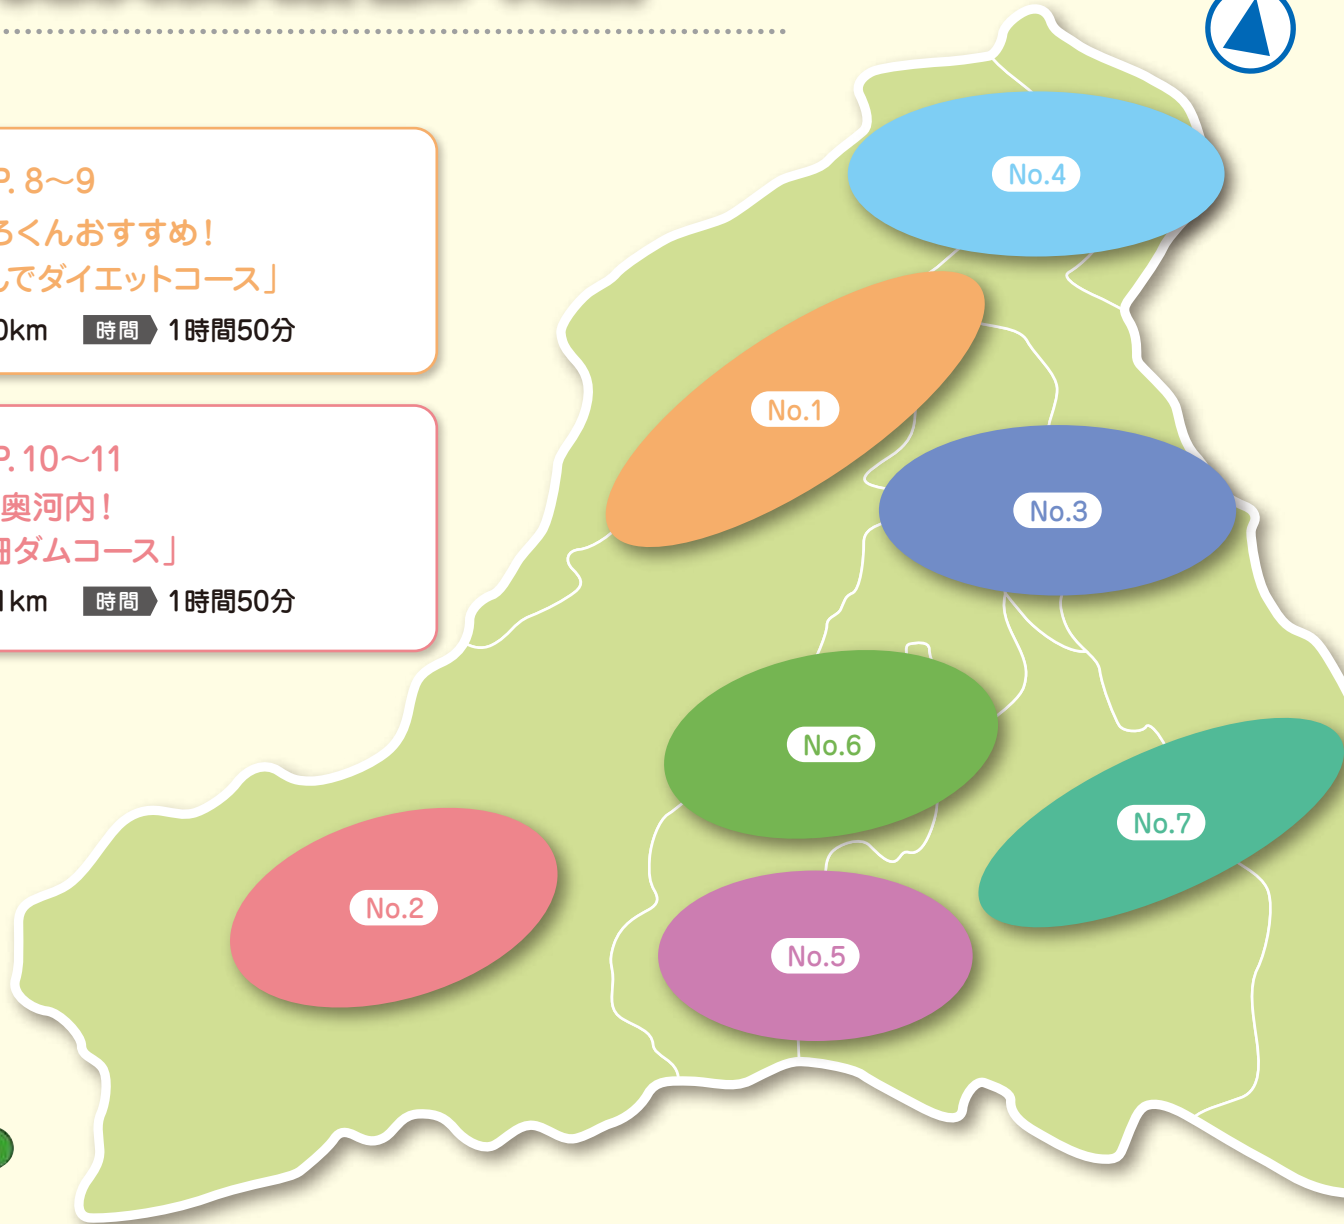 P. 8～9
ろくんおすすめ！
んでダイエットコース」
0km 時間 1時間50分
P. 10～11
奥河内！
畑ダムコース」
1km 時間 1時間50分
No.4
No.1
No.3
No.6
No.7
No.2
No.5